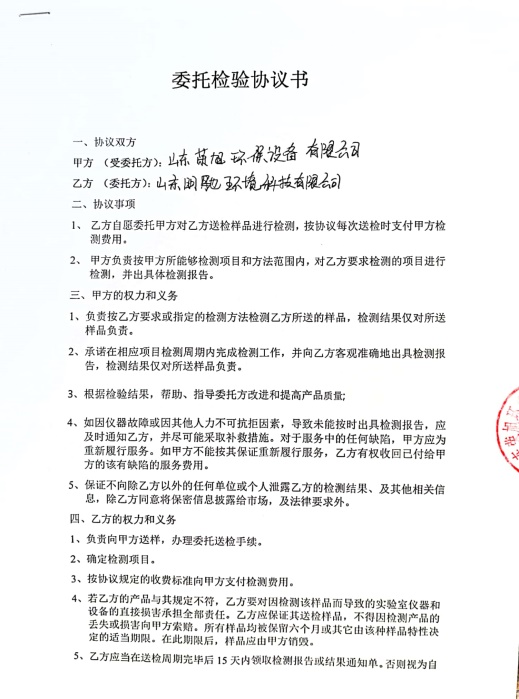 委托检验协议书
一、协议双方
甲方 （受委托方）：山东 旭环保设备有限公司
乙方 （委托方）：山东 环境科技有限公司
二、协议事项
1、 乙方自愿委托甲方对乙方送检样品进行检测，按协议每次送检时支付甲方检
测费用。
2、 甲方负责按甲方所能够检测项目和方法范围内，对乙方要求检测的项目进行
检测，并出具体检测报告。
三、甲方的权力和义务
1、负责按乙方要求或指定的检测方法检测乙方所送的样品，检测结果仅对所送
样品负责。
2、承诺在相应项目检测周期内完成检测工作，并向乙方客观准确地出具检测报
告，检测结果仅对所送样品负责。
3、根据检验结果，帮助、指导委托方改进和提高产品质量；
4、如因仪器故障或因其他人力不可抗拒因素，导致未能按时出具检测报告，应
及时通知乙方，并尽可能采取补救措施。对于服务中的任何缺陷，甲方应为
重新履行服务。如甲方不能按其保证重新履行服务，乙方有权收回已付给甲
方的该有缺陷的服务费用。
5、保证不向除乙方以外的任何单位或个人泄露乙方的检测结果、及其他相关信
息，除乙方同意将保密信息披露给市场，及法律要求外。
四、乙方的权力和义务
1、负责向甲方送样，办理委托送检手续。
2、确定检测项目。
3、按协议规定的收费标准向甲方支付检测费用。
4、若乙方的产品与其规定不符，乙方要对因检测该样品而导致的实验室仪器和
设备的直接损害承担全部责任。乙方应保证其送检样品，不得因检测产品的
丢失或损害向甲方索赔。所有样品均被保留六个月或其它由该种样品特性决
定的适当期限。在此期限后，样品应由甲方销毁。
5、乙方应当在送检周期完毕后 15 天内领取检测报告或结果通知单。否则视为自